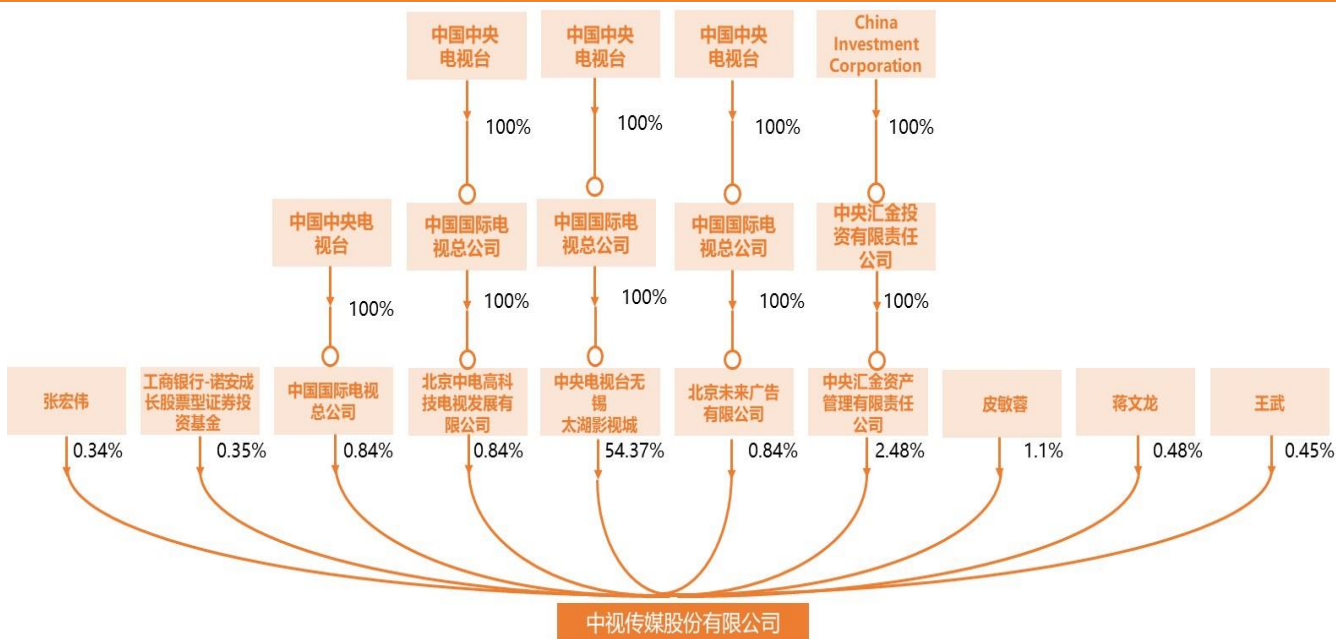 中国中央
电视台
中国中央
电视台
中国中央
电视台
China
Investment
Corporation
100%
100%
100%
100%
中国中央电
视台
中国国际电
视总公司
中国国际电
视总公司
中国国际电
视总公司
中央汇金投
资有限责任
公司
100%
100%
100%
100%
100%
张宏伟
工商银行-诺安成
长股票型证券投
资基金
中国国际电视
总公司
北京中电高科
技电视发展有
限公司
中央电视台无
锡
太湖影视城
北京未来广告
有限公司
中央汇金资产
管理有限责任
公司
皮敏蓉
蒋文龙
王武
0.34%
0.35%
0.84%
0.84%
54.37%
0.84%
2.48%
1.1%
0.48%
0.45%
中视传媒股份有限公司